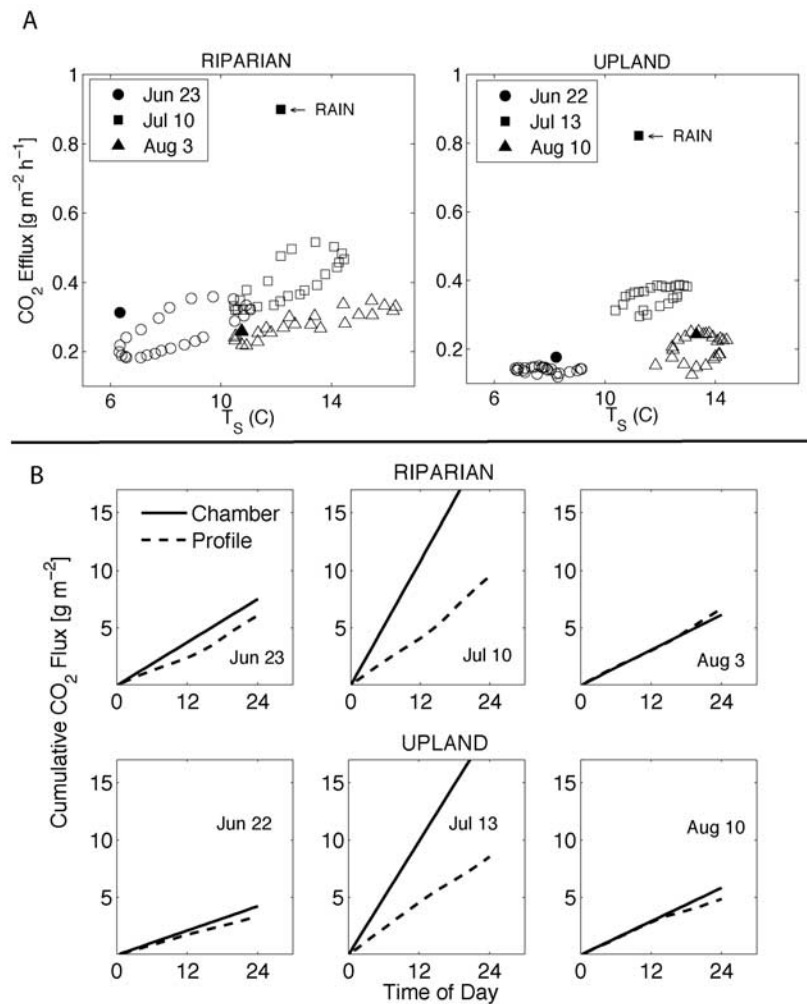 A
RIPARIAN
UPLAND
Jun 23
Jul 10
Aug 3
RAIN
Jun 22
Jul 13
Aug 10
RAIN
CO2 Efflux [g m−2 h−1]
1
0.8
0.6
0.4
0.2
1
0.8
0.6
0.4
0.2
6 10 14
6 10 14
TS (C)
TS (C)
B
RIPARIAN
Cumulative CO2 Flux [g m−2]
Chamber
Profile
15
10
5
Jun 23
0 12 24
15
10
5
Jul 10
0 12 24
15
10
5
Aug 3
0 12 24
UPLAND
15
10
5
Jun 22
0 12 24
15
10
5
Jul 13
0 12 24
15
10
5
Aug 10
0 12 24
Time of Day